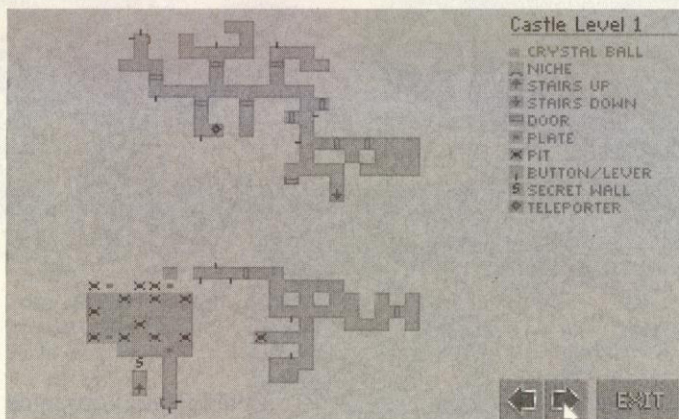 Castle Level 1
CRYSTAL BALL
NICHE
STAIRS UP
STAIRS DOWN
DOOR
PLATE
PIT
BUTTON/LEVER
SECRET WALL
TELEPORTER
S
EXIT